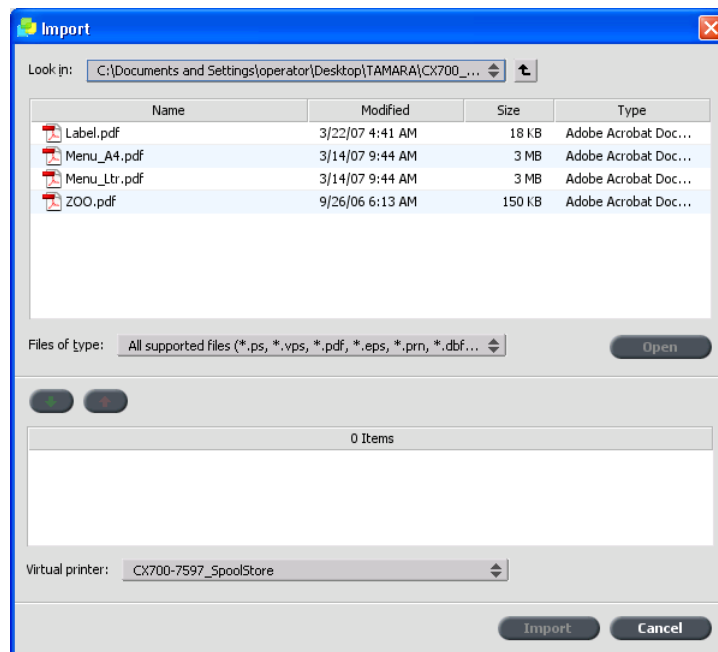 Import
Look in: C:\Documents and Settings\operator\Desktop\TAMARA\CX700_...
Name Modified Size Type
Label.pdf 3/22/07 4:41 AM 18 KB Adobe Acrobat Doc...
Menu_A4.pdf 3/14/07 9:44 AM 3 MB Adobe Acrobat Doc...
Menu_Ltr.pdf 3/14/07 9:44 AM 3 MB Adobe Acrobat Doc...
ZOO.pdf 9/26/06 6:13 AM 150 KB Adobe Acrobat Doc...
Files of type: All supported files (*.ps, *.vps, *.pdf, *.eps, *.prn, *.dbf... Open
0 Items
Virtual printer: CX700-7597_SpoolStore
Import Cancel